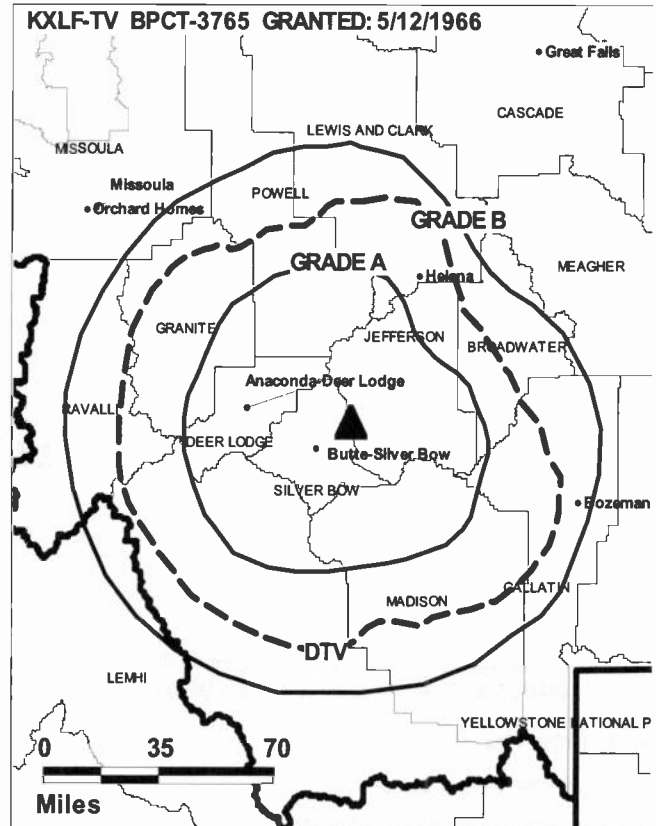 KXLF-TV BPCT-3765 GRANTED: 5/12/1966
Great Falls
CASCADE
LEWIS AND CLARK
MISSOULA
Missoula
POWELL
Orchard Homes
GRADE B
GRADE A
MEAGHER
Helena
GRANITE
JEFFERSON
BROADWATER
Anaconda-Deer Lodge
RAVALL
DEER LODGE
Butte-Silver Bow
SILVER BOW
Bozeman
GALLATIN
MADISON
DTV
LEMHI
YELLOWSTONE NATIONAL P
0 35 70
Miles